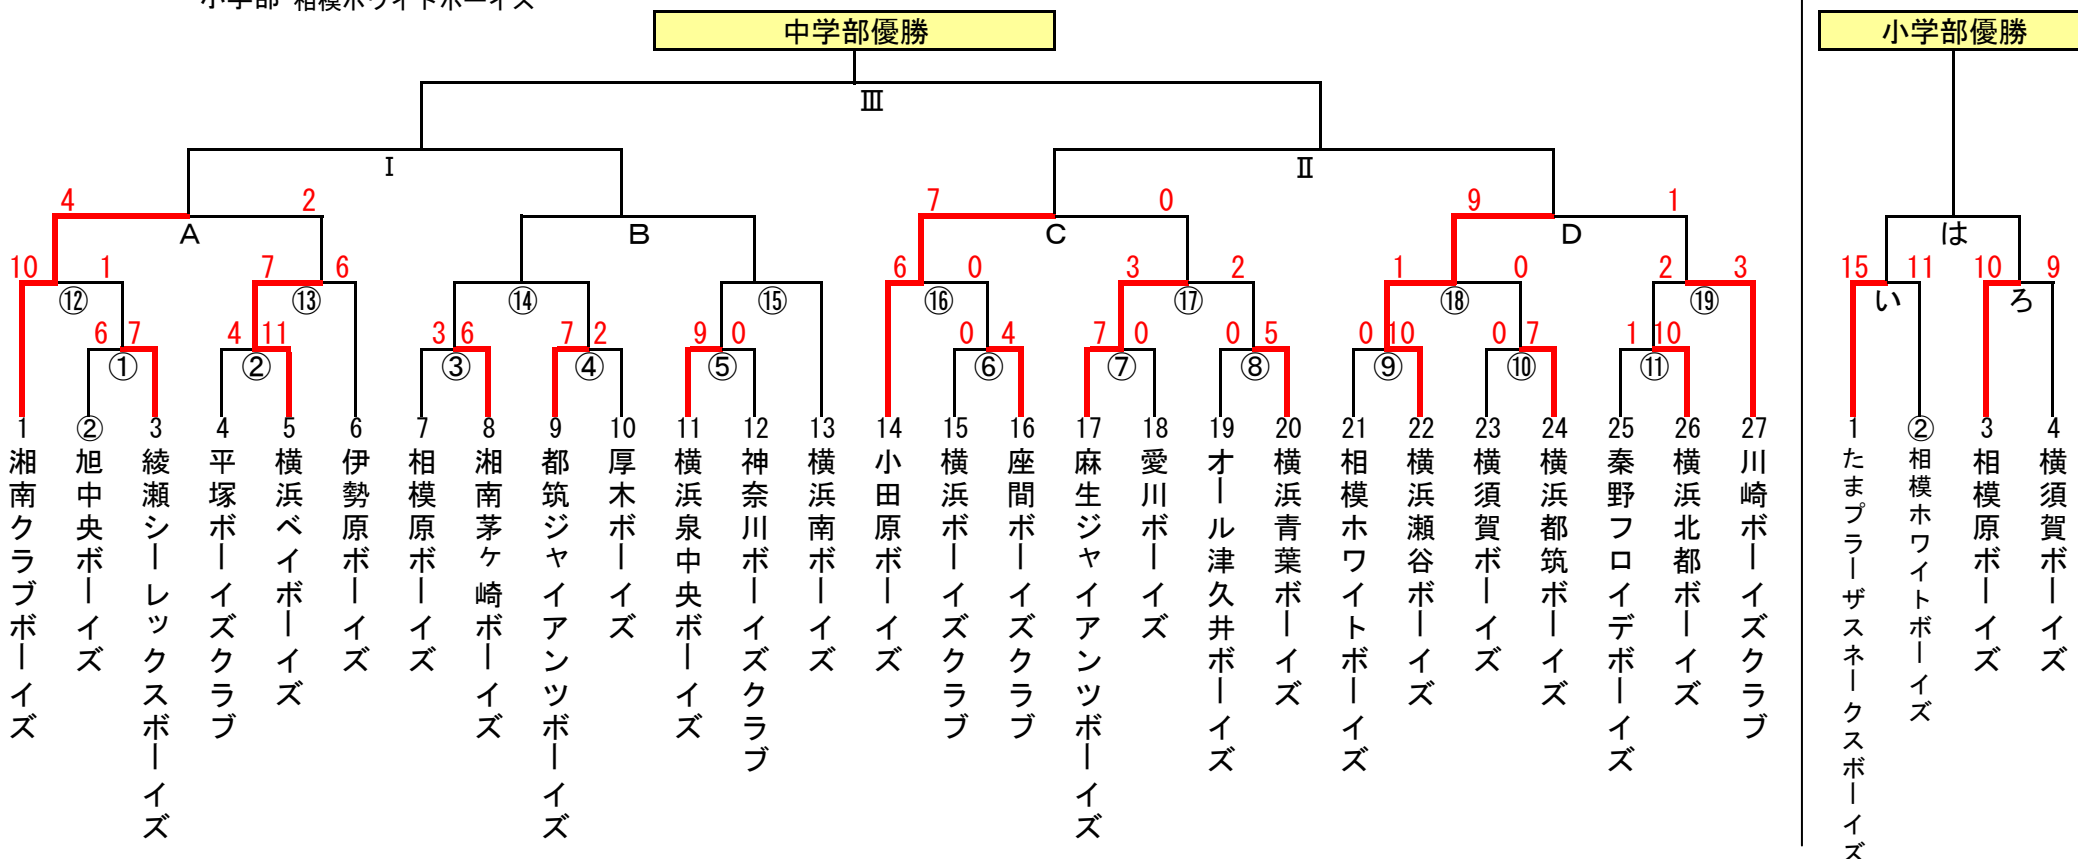 小学部 相模ホワイトボーイズ
中学部優勝
小学部優勝
Ⅲ
Ⅰ
Ⅱ
4 2 7 0 9 1
A B C D は
10 1 7 6 6 0 3 2 1 0 2 3 15 11 10 9
⑫ ⑬ ⑭ ⑮ ⑯ ⑰ ⑱ ⑲ い ろ
6 7 4 11 3 6 7 2 9 0 0 4 7 0 0 5 0 10 0 7 1 10
① ② ③ ④ ⑤ ⑥ ⑦ ⑧ ⑨ ⑩ ⑪
1 湘南クラブボーイズ
② 旭中央ボーイズ
3 綾瀬シーレックスボーイズ
4 平塚ボーイズクラブ
5 横浜ベイボーイズ
6 伊勢原ボーイズ
7 相模原ボーイズ
8 湘南茅ケ崎ボーイズ
9 都筑ジャイアンツボーイズ
10 厚木ボーイズ
11 横浜泉中央ボーイズ
12 神奈川ボーイズクラブ
13 横浜南ボーイズ
14 小田原ボーイズ
15 横浜ボーイズクラブ
16 座間ボーイズクラブ
17 麻生ジャイアンツボーイズ
18 愛川ボーイズ
19 オール津久井ボーイズ
20 横浜青葉ボーイズ
21 相模ホワイトボーイズ
22 横浜瀬谷ボーイズ
23 横須賀ボーイズ
24 横浜都筑ボーイズ
25 秦野フロイデボーイズ
26 横浜北都ボーイズ
27 川崎ボーイズクラブ
1 たまプラーザスネークスボーイズ
② 相模ホワイトボーイズ
3 相模原ボーイズ
4 横須賀ボーイズ